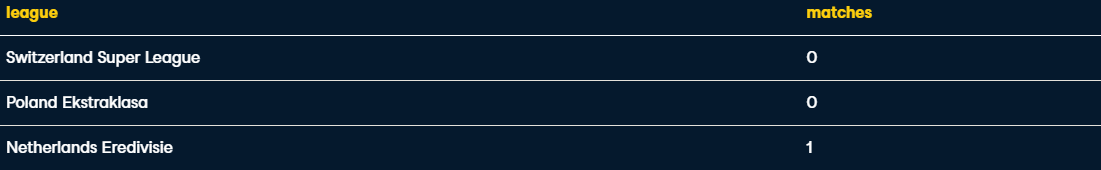 league matches
Switzerland Super League 0
Poland Ekstraklasa 0
Netherlands Eredivisie 1